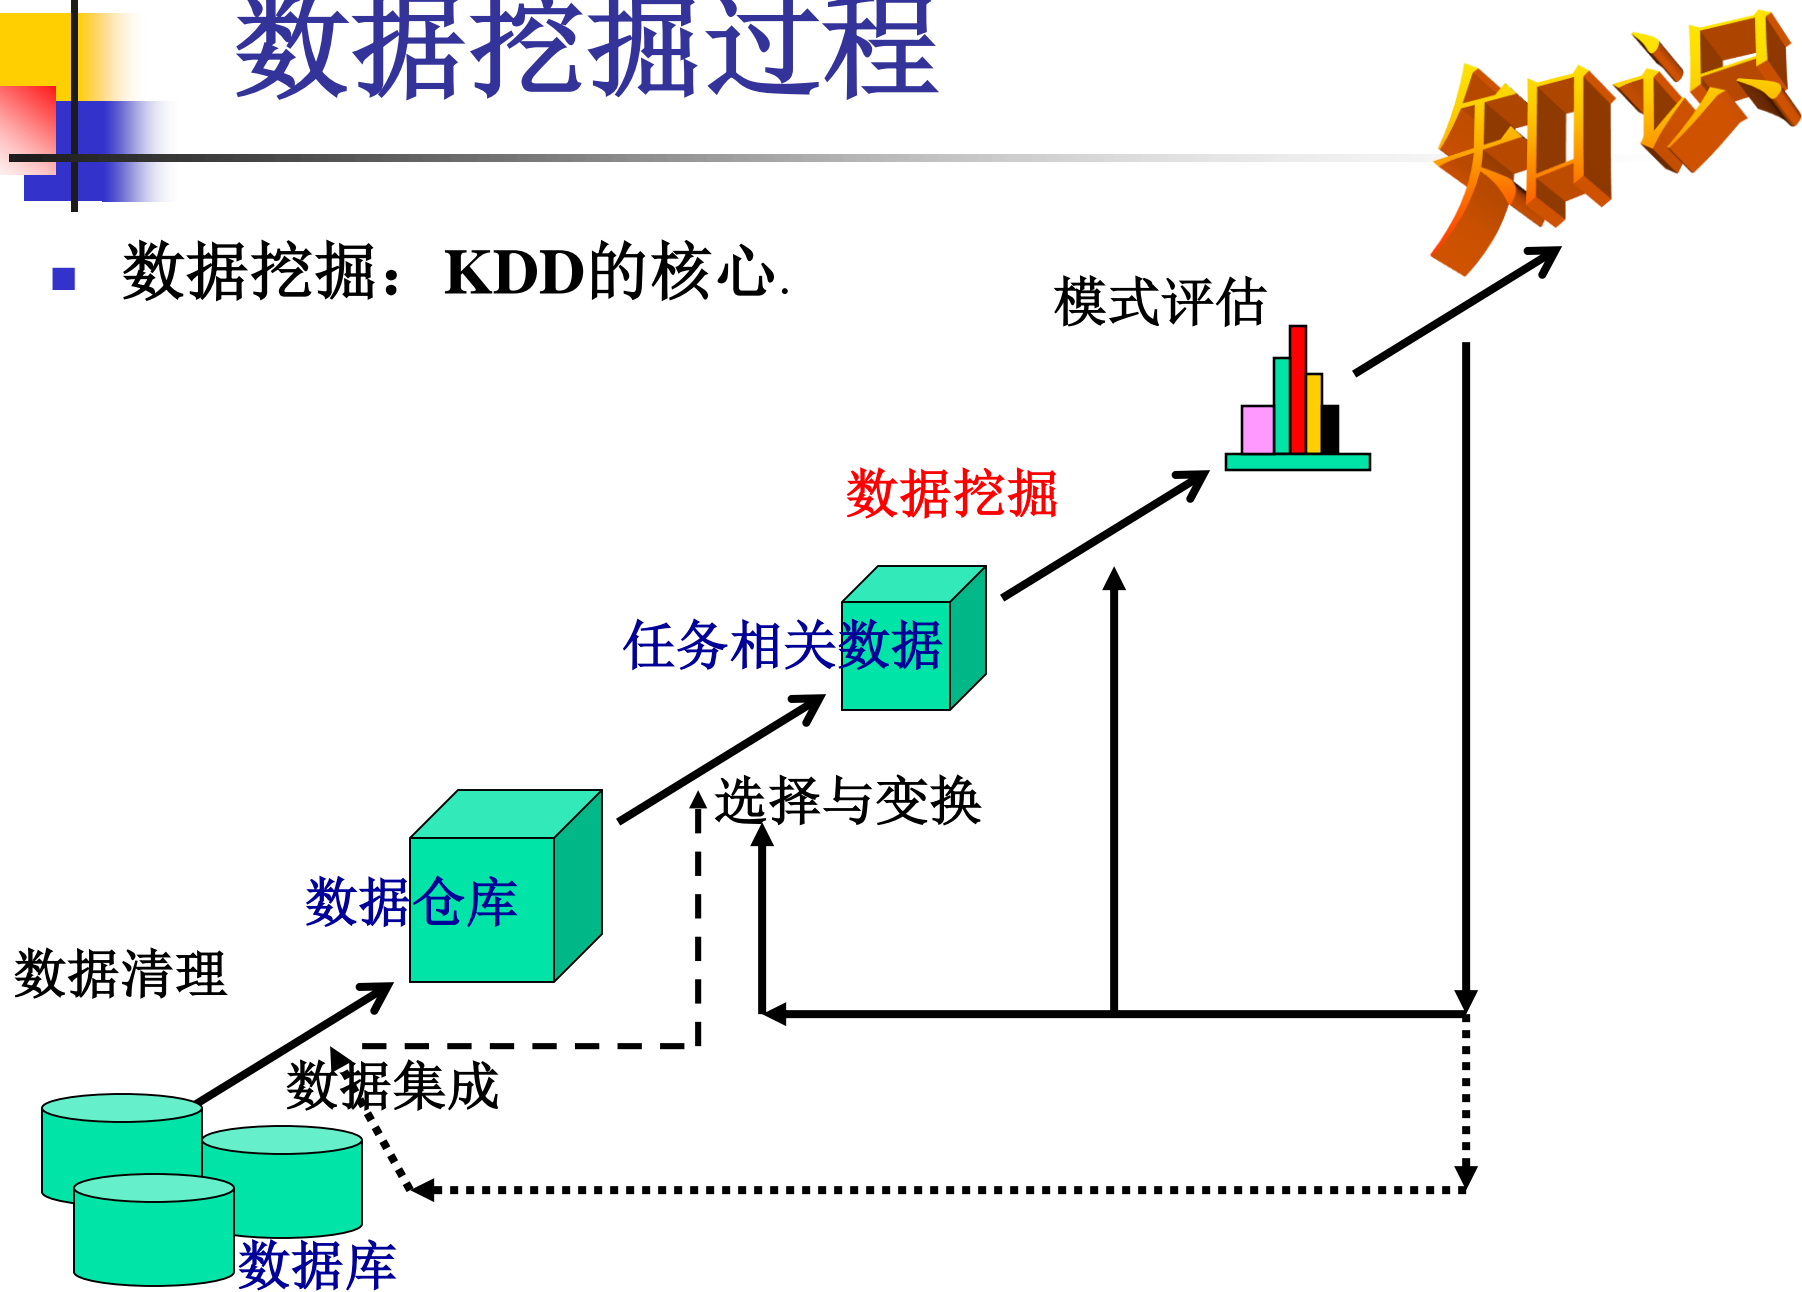 数据挖掘过程
知识
数据挖掘：KDD的核心.
模式评估
数据挖掘
任务相关数据
选择与变换
数据仓库
数据清理
数据集成
数据库